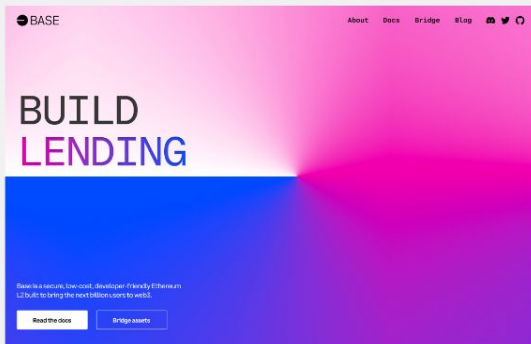 BASE
About Docs Bridge Blog
BUILD
LENDING
Base is a secure, low-cost, developer-friendly Ethereum
L2 built to bring the next billion users to web3.
Read the docs Bridge assets